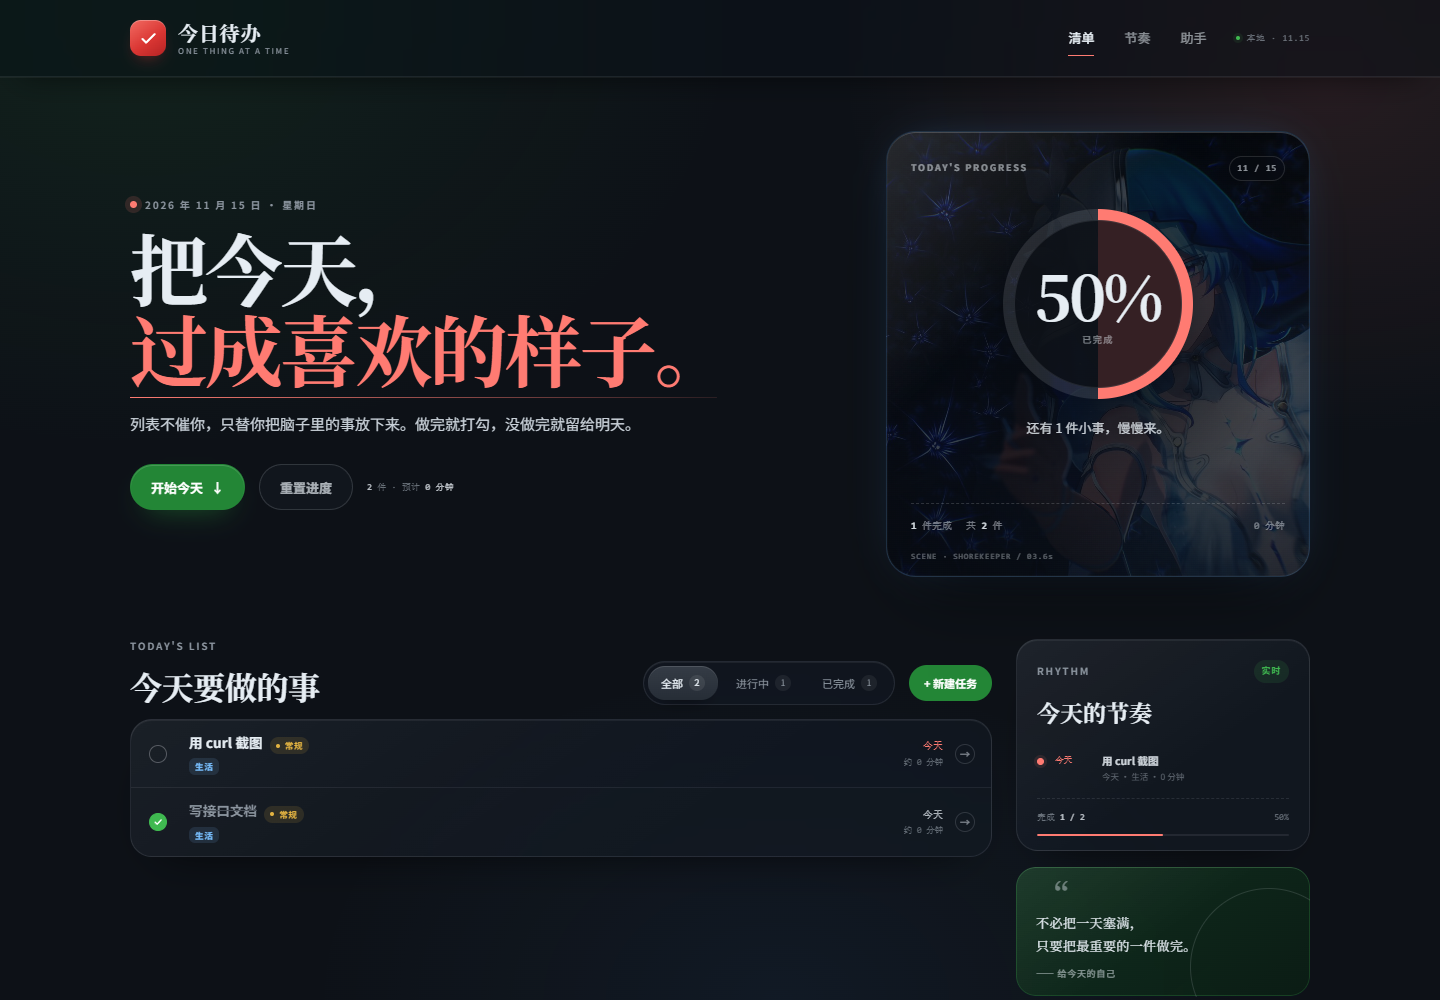 今日待办
ONE THING AT A TIME
清单 节奏 助手 本地 · 11.15
2026 年 11 月 15 日 · 星期日
把今天，
过成喜欢的样子。
列表不催你，只替你把脑子里的事放下来。做完就打勾，没做完就留给明天。
开始今天 ↓ 重置进度 2 件 · 预计 0 分钟
TODAY'S PROGRESS 11 / 15
50%
已完成
还有 1 件小事，慢慢来。
1 件完成 共 2 件 0 分钟
SCENE · SHOREKEEPER / 03.6s
TODAY'S LIST
今天要做的事
全部 2 进行中 1 已完成 1 + 新建任务
用 curl 截图 常规 今天
生活 约 0 分钟
写接口文档 常规 今天
生活 约 0 分钟
RHYTHM 实时
今天的节奏
今天 用 curl 截图
今天 · 生活 · 0 分钟
完成 1 / 2 50%
“
不必把一天塞满，
只要把最重要的一件做完。
—— 给今天的自己